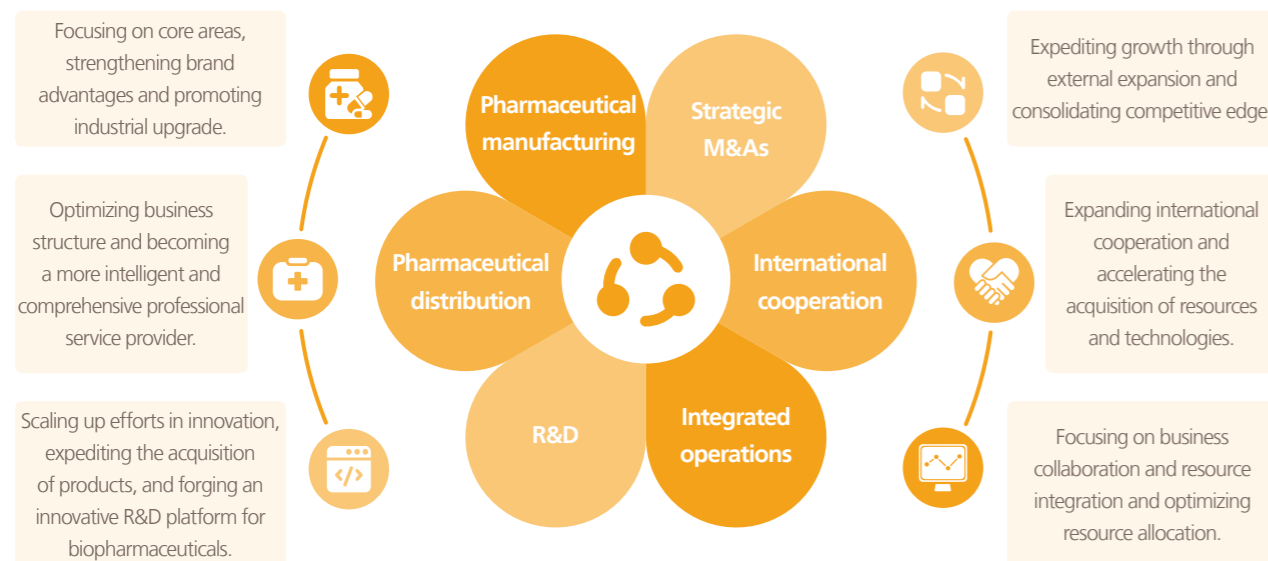 Focusing on core areas,
strengthening brand
advantages and promoting
industrial upgrade.
Optimizing business
structure and becoming
a more intelligent and
comprehensive professional
service provider.
Scaling up efforts in innovation,
expediting the acquisition
of products, and forging an
innovative R&D platform for
biopharmaceuticals.
Pharmaceutical
manufacturing
Strategic
M&As
Pharmaceutical
distribution
International
cooperation
R&D
Integrated
operations
Expediting growth through
external expansion and
consolidating competitive edge
Expanding international
cooperation and
accelerating the
acquisition of resources
and technologies.
Focusing on business
collaboration and resource
integration and optimizing
resource allocation.